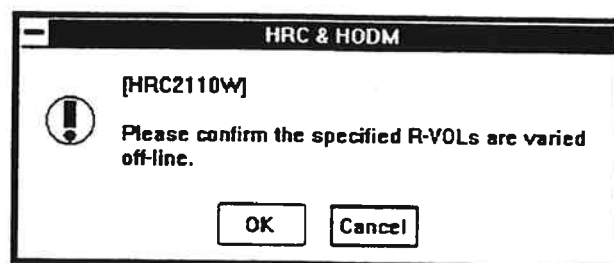 HRC & HODM
[HRC2110W]
Please confirm the specified R-VOLs are varied
off-line.
OK
Cancel